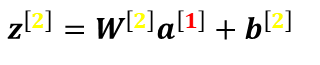 z[2] = W[2]a[1] + b[2]